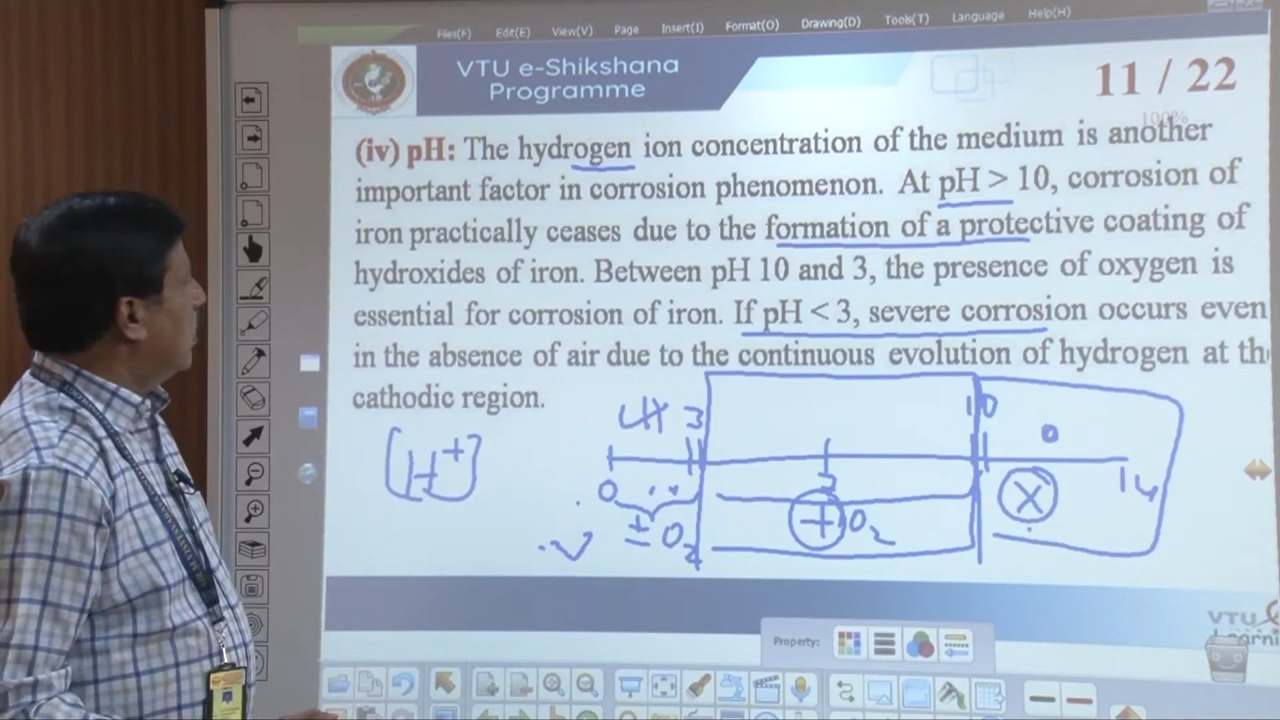 Files(F) Edit(E) View(V) Page Insert(I) Format(O) Drawing(D) Tools(T) Language Help(H)
VTU e-Shikshana
Programme
11 / 22
100%
(iv) pH: The hydrogen ion concentration of the medium is another
important factor in corrosion phenomenon. At pH > 10, corrosion of
iron practically ceases due to the formation of a protective coating of
hydroxides of iron. Between pH 10 and 3, the presence of oxygen is
essential for corrosion of iron. If pH < 3, severe corrosion occurs even
in the absence of air due to the continuous evolution of hydrogen at th
cathodic region.
[H+]
3 10
0 14
± O2 + O2 X
VTU
Learni
Property: